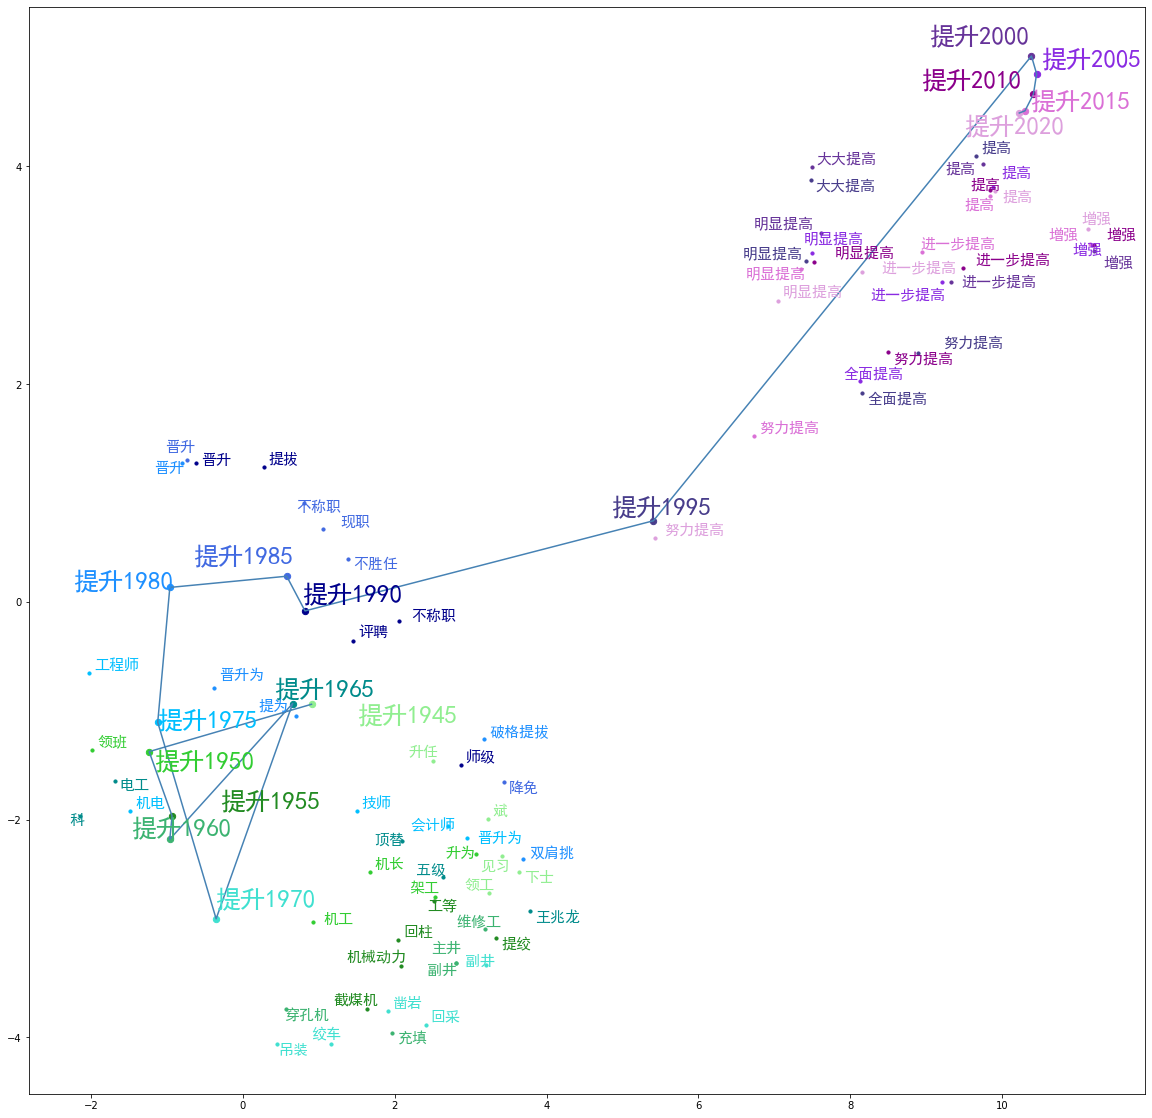 提升2000
提升2005
提升2010
提升2015
提升2020
提高
大大提高
提高
提高
大大提高
提高
提高
提高
增强
明显提高
增强
增强
明显提高
进一步提高
增强
明显提高
明显提高
进一步提高
增强
明显提高
进一步提高
进一步提高
明显提高
进一步提高
努力提高
努力提高
全面提高
全面提高
努力提高
晋升
晋升
晋升
提拔
不称职
提升1995
现职
努力提高
提升1985
不胜任
提升1980
提升1990
不称职
评聘
工程师
晋升为
提升1965
提为
提升1945
提升1975
破格提拔
领班
升任
师级
提升1950
电工
降免
机电
提升1955
技师
斌
科
提升1960
会计师
顶替
晋升为
升为
双肩挑
机长
见习
五级
下士
架工
领工
提升1970
工等
机工
维修工
王兆龙
回柱
提绞
主井
机械动力
副井
副井
截煤机
凿岩
穿孔机
回采
绞车
充填
吊装
4
2
0
−2
−4
−2
0
2
4
6
8
10